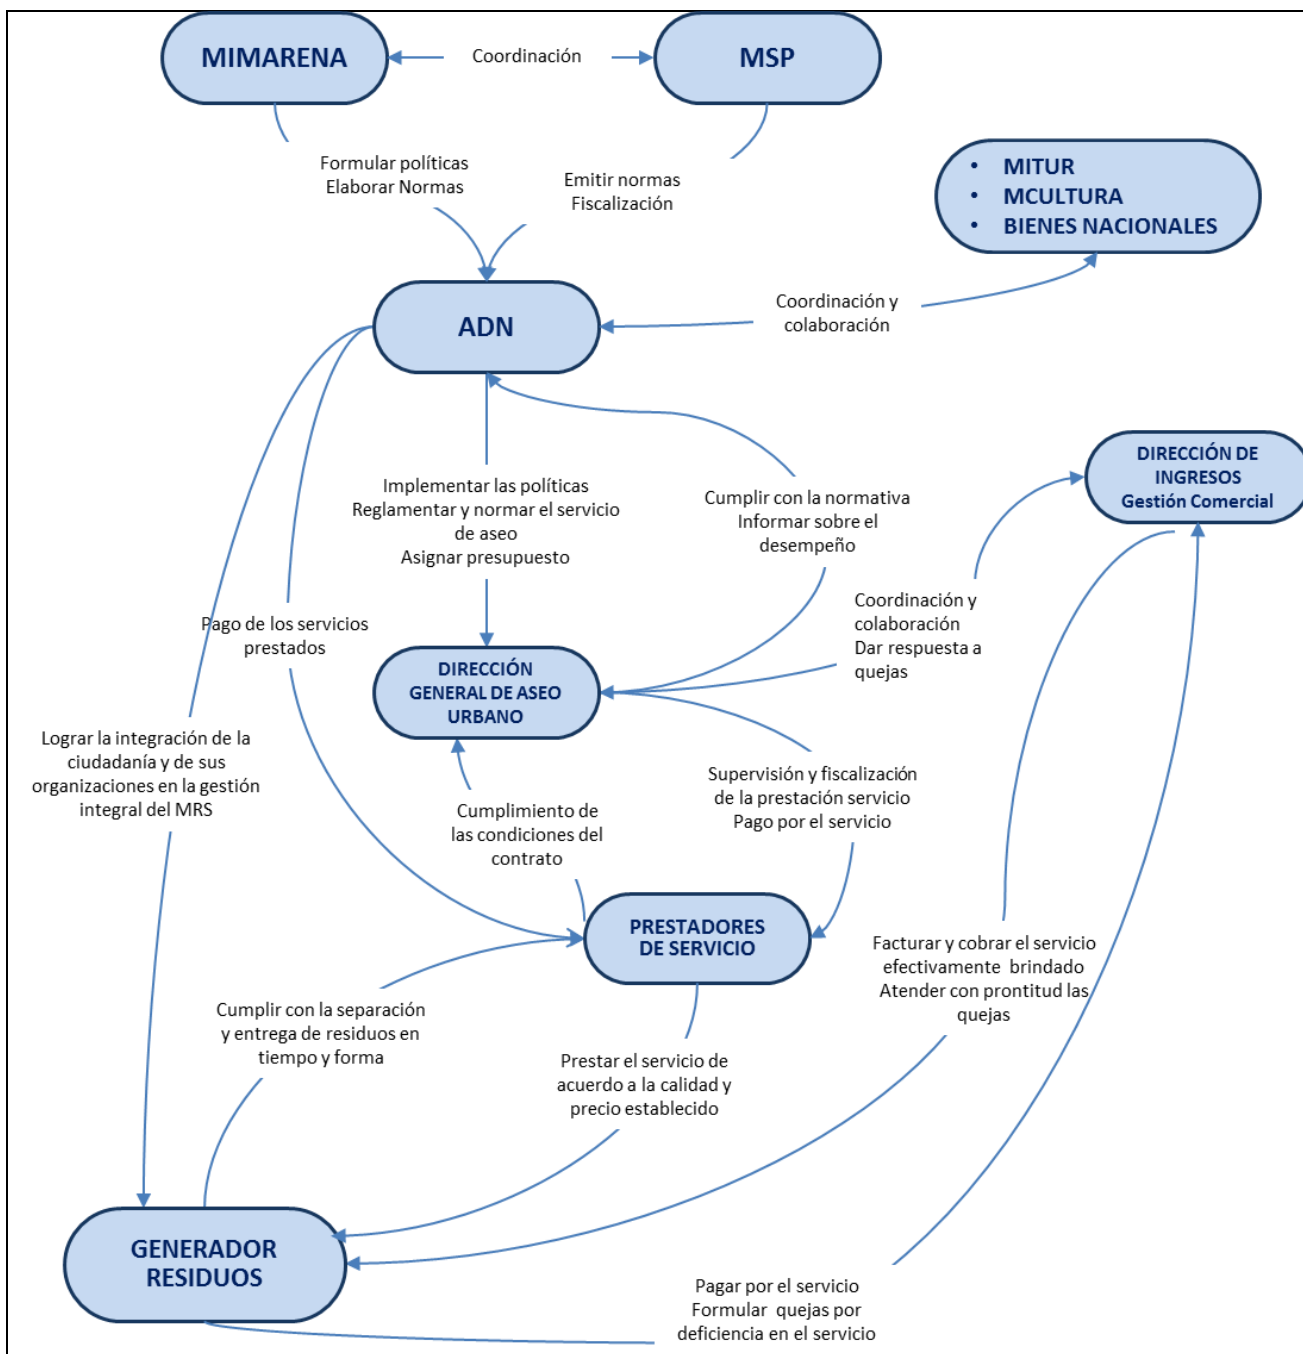 MIMARENA
Coordinación
MSP
Formular políticas
Elaborar Normas
Emitir normas
Fiscalización
• MITUR
• MCULTURA
• BIENES NACIONALES
ADN
Coordinación y
colaboración
DIRECCIÓN DE
INGRESOS
Gestión Comercial
Implementar las políticas
Reglamentar y normar el servicio
de aseo
Asignar presupuesto
Cumplir con la normativa
Informar sobre el
desempeño
Coordinación y
colaboración
Dar respuesta a
quejas
Pago de los servicios
prestados
DIRECCIÓN
GENERAL DE ASEO
URBANO
Lograr la integración de la
ciudadanía y de sus
organizaciones en la gestión
integral del MRS
Supervisión y fiscalización
de la prestación servicio
Pago por el servicio
Cumplimiento de
las condiciones del
contrato
PRESTADORES
DE SERVICIO
Facturar y cobrar el servicio
efectivamente brindado
Atender con prontitud las
quejas
Cumplir con la separación
y entrega de residuos en
tiempo y forma
Prestar el servicio de
acuerdo a la calidad y
precio establecido
GENERADOR
RESIDUOS
Pagar por el servicio
Formular quejas por
deficiencia en el servicio